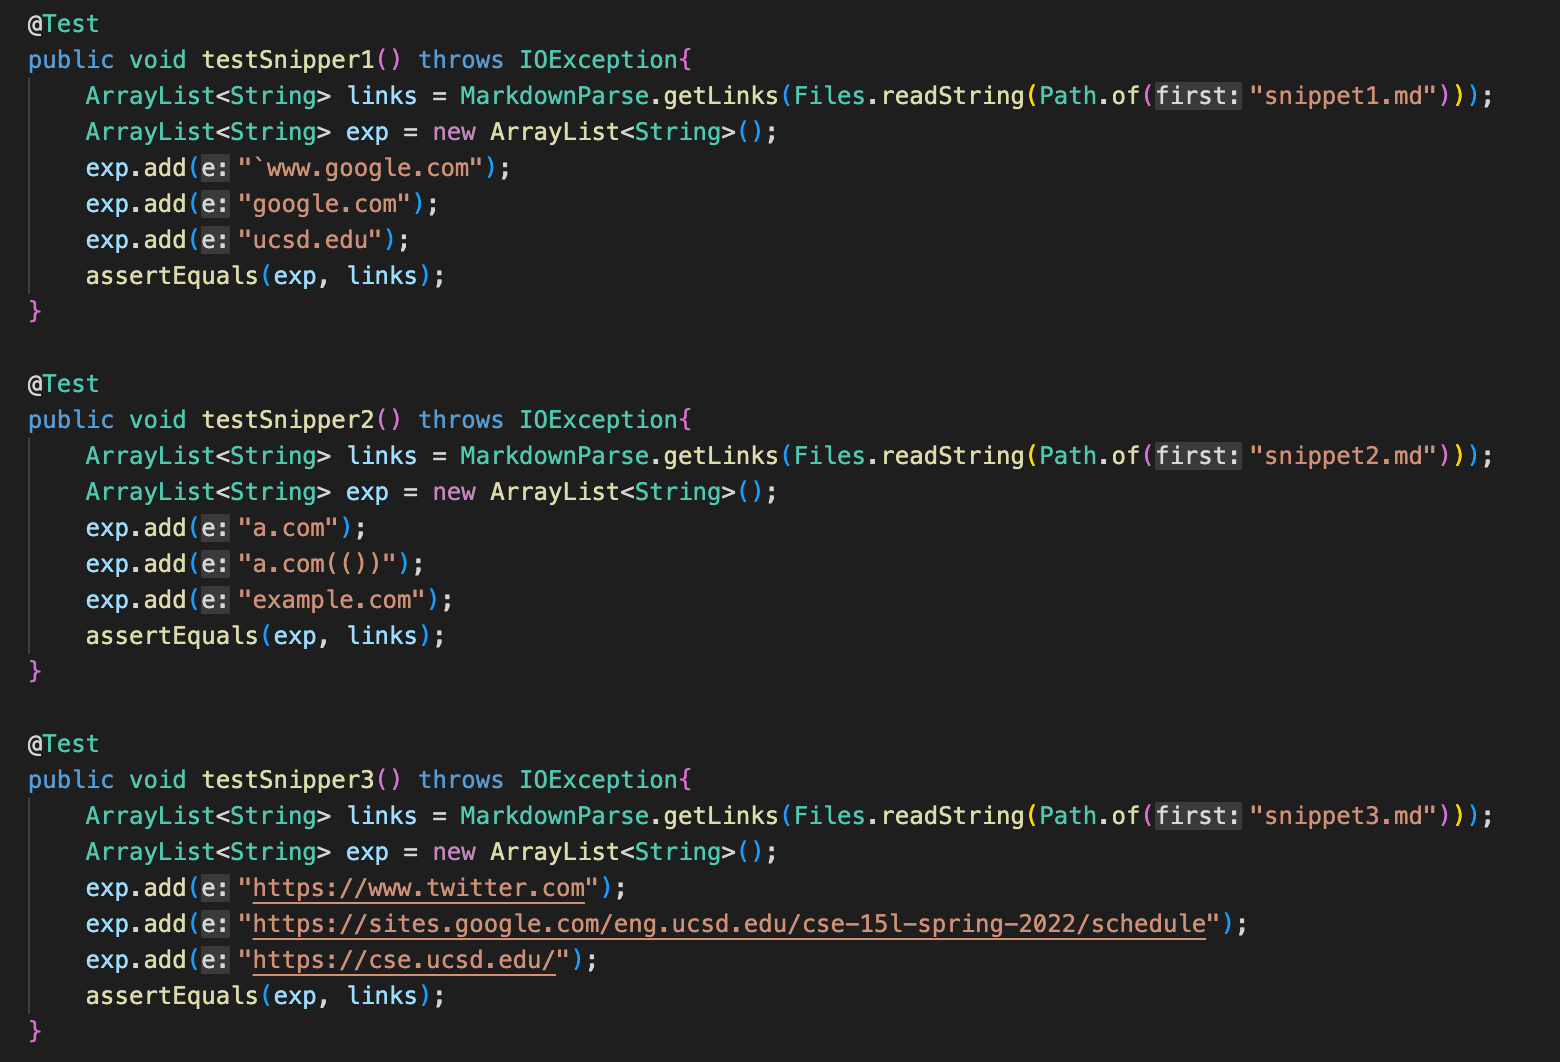 @Test
public void testSnipper1() throws IOException{
    ArrayList<String> links = MarkdownParse.getLinks(Files.readString(Path.of(first: "snippet1.md")));
    ArrayList<String> exp = new ArrayList<String>();
    exp.add(e: "`www.google.com");
    exp.add(e: "google.com");
    exp.add(e: "ucsd.edu");
    assertEquals(exp, links);
}

@Test
public void testSnipper2() throws IOException{
    ArrayList<String> links = MarkdownParse.getLinks(Files.readString(Path.of(first: "snippet2.md")));
    ArrayList<String> exp = new ArrayList<String>();
    exp.add(e: "a.com");
    exp.add(e: "a.com(())");
    exp.add(e: "example.com");
    assertEquals(exp, links);
}

@Test
public void testSnipper3() throws IOException{
    ArrayList<String> links = MarkdownParse.getLinks(Files.readString(Path.of(first: "snippet3.md")));
    ArrayList<String> exp = new ArrayList<String>();
    exp.add(e: "https://www.twitter.com");
    exp.add(e: "https://sites.google.com/eng.ucsd.edu/cse-15l-spring-2022/schedule");
    exp.add(e: "https://cse.ucsd.edu/");
    assertEquals(exp, links);
}